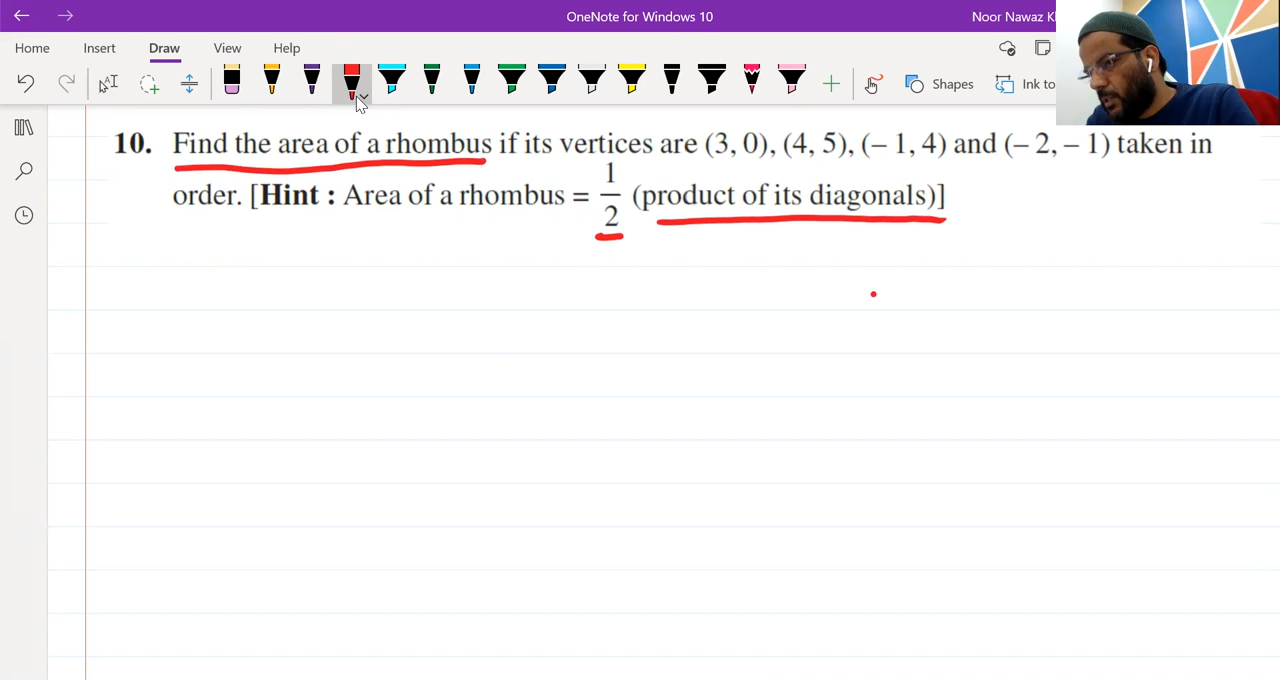 OneNote for Windows 10
Noor Nawaz Kh
Home Insert Draw View Help
Shapes
Ink to
10. Find the area of a rhombus if its vertices are (3, 0), (4, 5), (– 1, 4) and (– 2, – 1) taken in
order. [Hint : Area of a rhombus = 1/2 (product of its diagonals)]